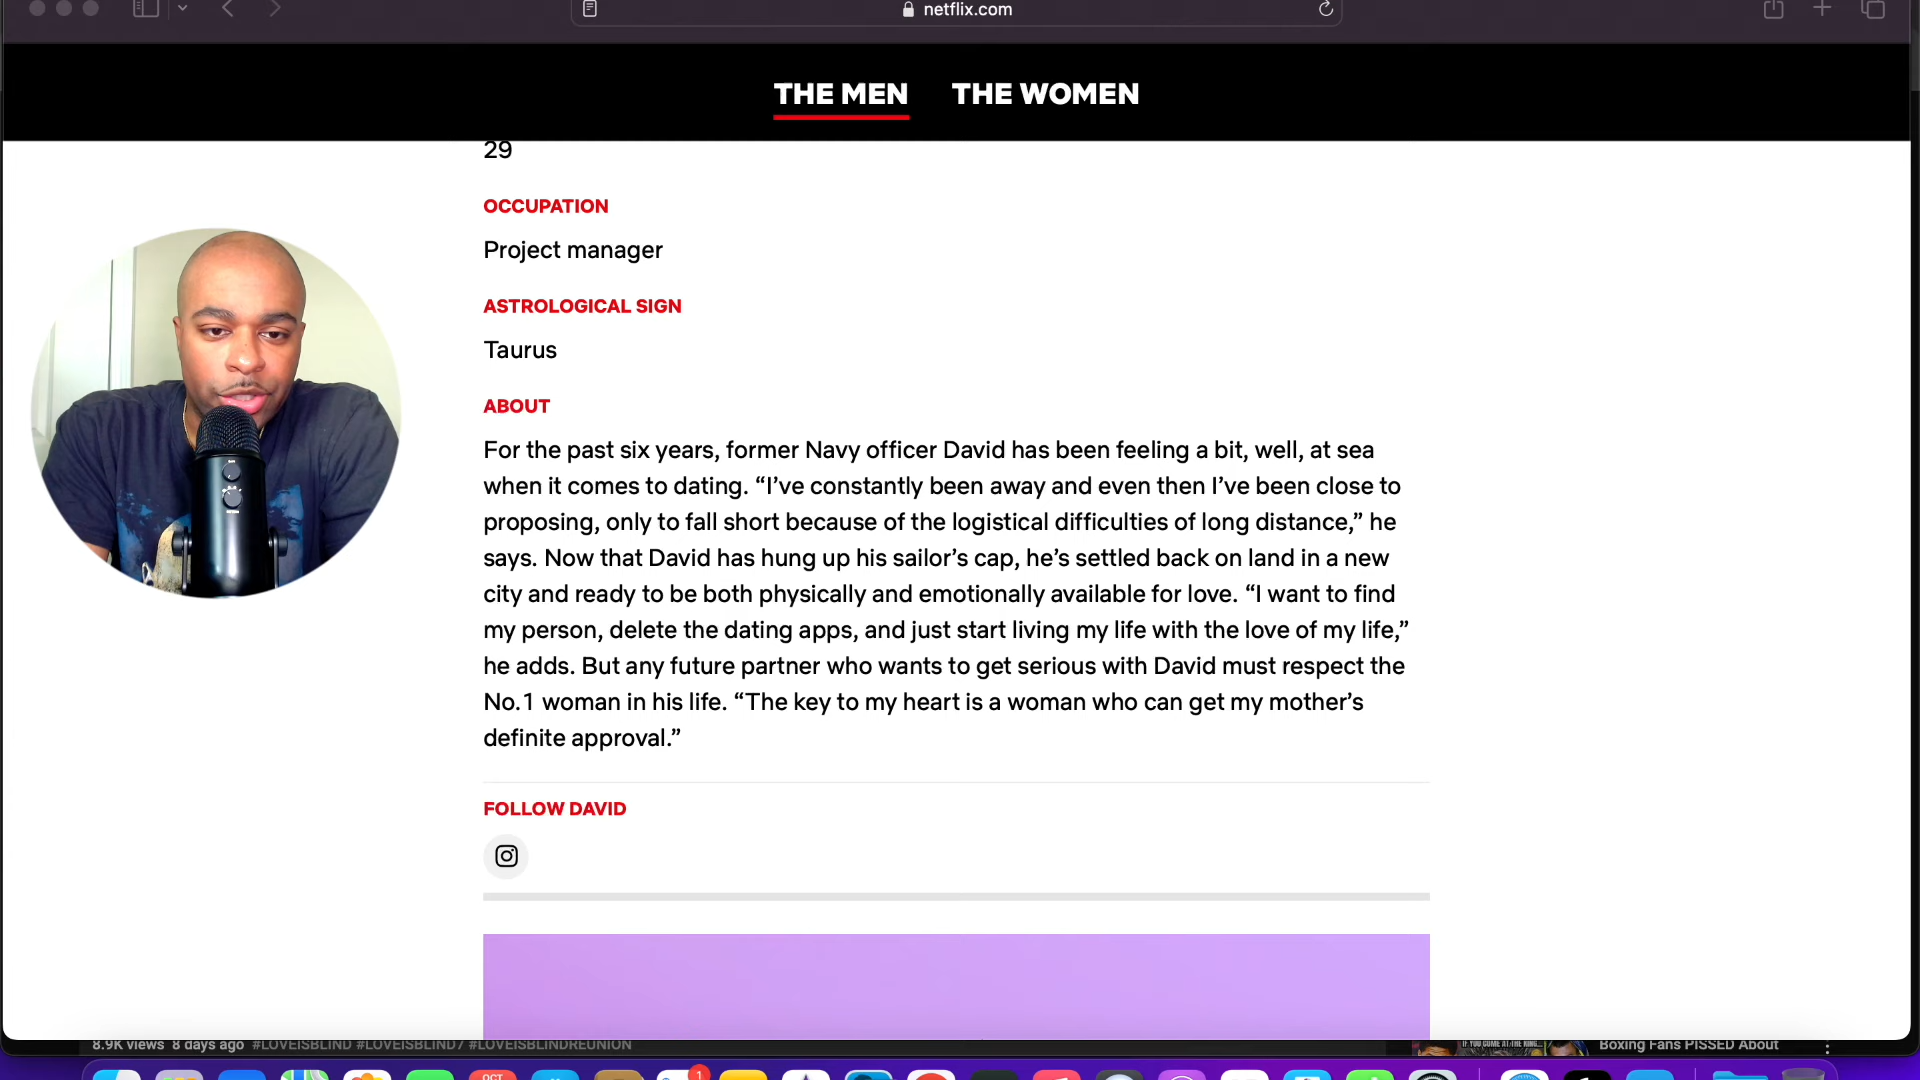 netflix.com
THE MEN THE WOMEN
29
OCCUPATION
Project manager
ASTROLOGICAL SIGN
Taurus
ABOUT
For the past six years, former Navy officer David has been feeling a bit, well, at sea
when it comes to dating. “I’ve constantly been away and even then I’ve been close to
proposing, only to fall short because of the logistical difficulties of long distance,” he
says. Now that David has hung up his sailor’s cap, he’s settled back on land in a new
city and ready to be both physically and emotionally available for love. “I want to find
my person, delete the dating apps, and just start living my life with the love of my life,”
he adds. But any future partner who wants to get serious with David must respect the
No.1 woman in his life. “The key to my heart is a woman who can get my mother’s
definite approval.”
FOLLOW DAVID
8.9K views 8 days ago #LOVEISBLIND #LOVEISBLIND7 #LOVEISBLINDREUNION
IF YOU COME AT THE KING...
Boxing Fans PISSED About
OCT
1